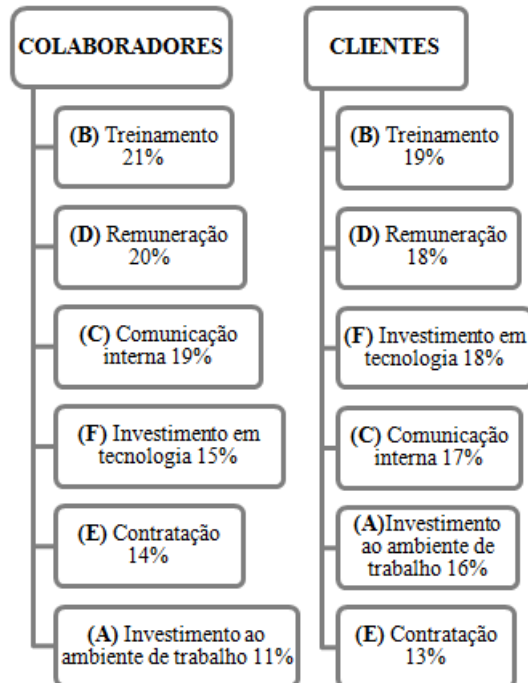 COLABORADORES
(B) Treinamento
21%
(D) Remuneração
20%
(C) Comunicação
interna 19%
(F) Investimento em
tecnologia 15%
(E) Contratação
14%
(A) Investimento ao
ambiente de trabalho 11%
CLIENTES
(B) Treinamento
19%
(D) Remuneração
18%
(F) Investimento em
tecnologia 18%
(C) Comunicação
interna 17%
(A)Investimento
ao ambiente de
trabalho 16%
(E) Contratação
13%